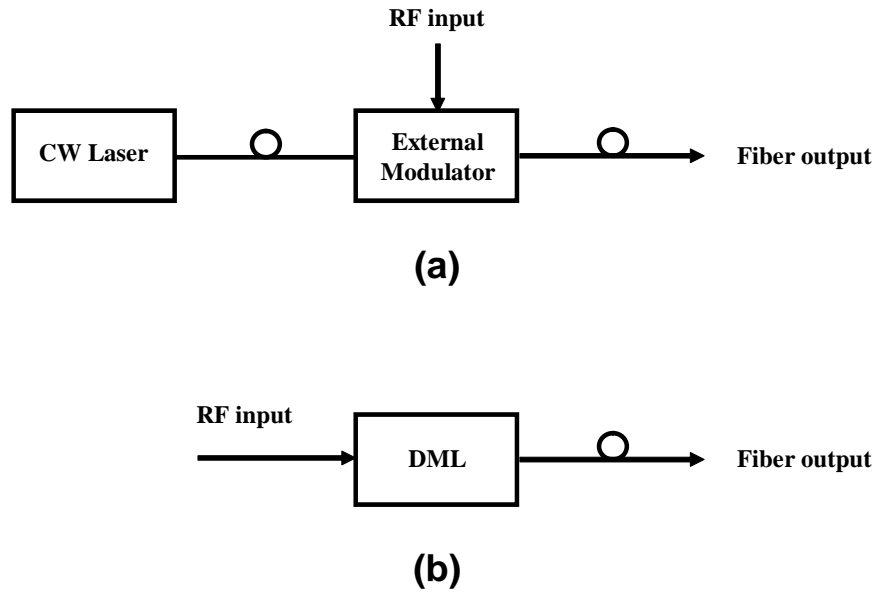 RF input
CW Laser
External
Modulator
Fiber output
(a)
RF input
DML
Fiber output
(b)